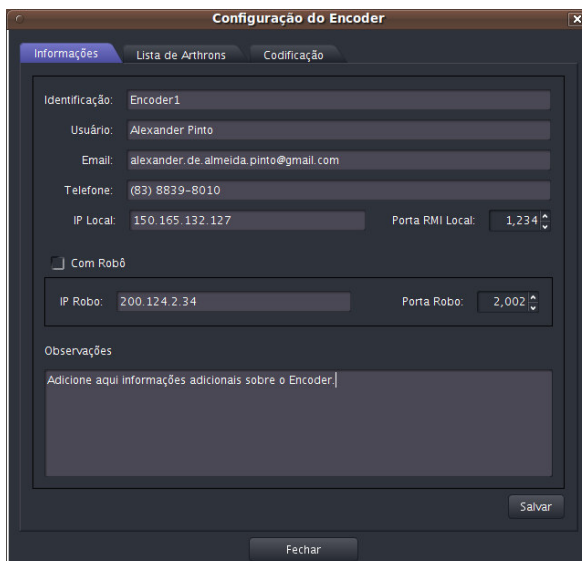 Configuração do Encoder
Informações Lista de Arthrons Codificação
Identificação: Encoder1
Usuário: Alexander Pinto
Email: alexander.de.almeida.pinto@gmail.com
Telefone: (83) 8839-8010
IP Local: 150.165.132.127 Porta RMI Local: 1,234
Com Robô
IP Robo: 200.124.2.34 Porta Robo: 2,002
Observações
Adicione aqui informações adicionais sobre o Encoder.
Salvar
Fechar